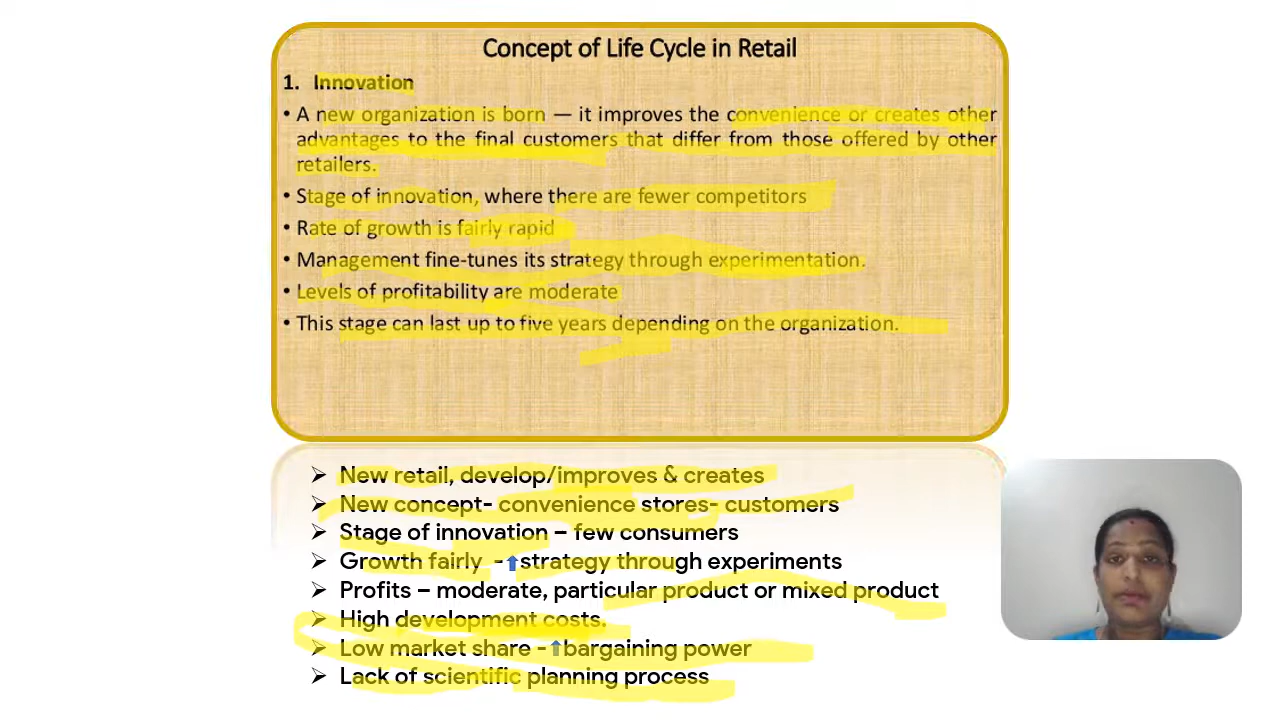 Concept of Life Cycle in Retail
1. Innovation
• A new organization is born — it improves the convenience or creates other
advantages to the final customers that differ from those offered by other
retailers.
• Stage of innovation, where there are fewer competitors
• Rate of growth is fairly rapid
• Management fine-tunes its strategy through experimentation.
• Levels of profitability are moderate
• This stage can last up to five years depending on the organization.
➢ New retail, develop/improves & creates
➢ New concept- convenience stores- customers
➢ Stage of innovation – few consumers
➢ Growth fairly -⬆strategy through experiments
➢ Profits – moderate, particular product or mixed product
➢ High development costs.
➢ Low market share -⬆bargaining power
➢ Lack of scientific planning process